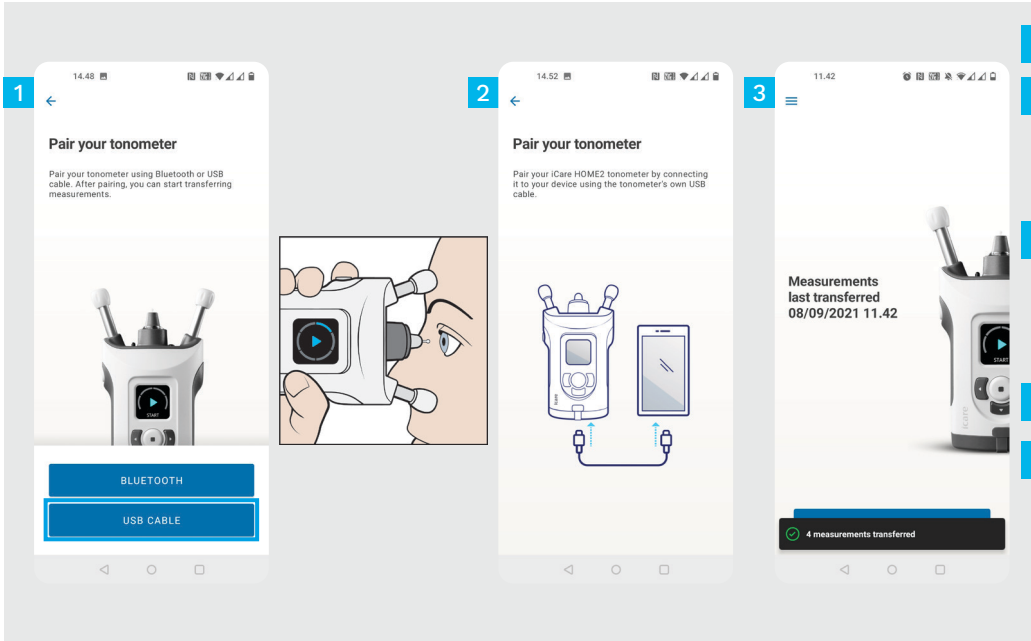 1
14.48
Pair your tonometer
Pair your tonometer using Bluetooth or USB
cable. After pairing, you can start transferring
measurements.
START
BLUETOOTH
USB CABLE
2
14.52
Pair your tonometer
Pair your iCare HOME2 tonometer by connecting
it to your device using the tonometer's own USB
cable.
icare
3
11.42
Measurements
last transferred
08/09/2021 11.42
START
icare
4 measurements transferred